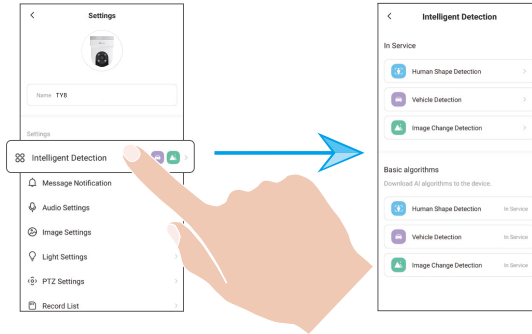 Settings
Name TYB
Settings
Intelligent Detection
Message Notification
Audio Settings
Image Settings
Light Settings
PTZ Settings
Record List
Intelligent Detection
In Service
Human Shape Detection
Vehicle Detection
Image Change Detection
Basic algorithms
Download AI algorithms to the device.
Human Shape Detection In Service
Vehicle Detection In Service
Image Change Detection In Service